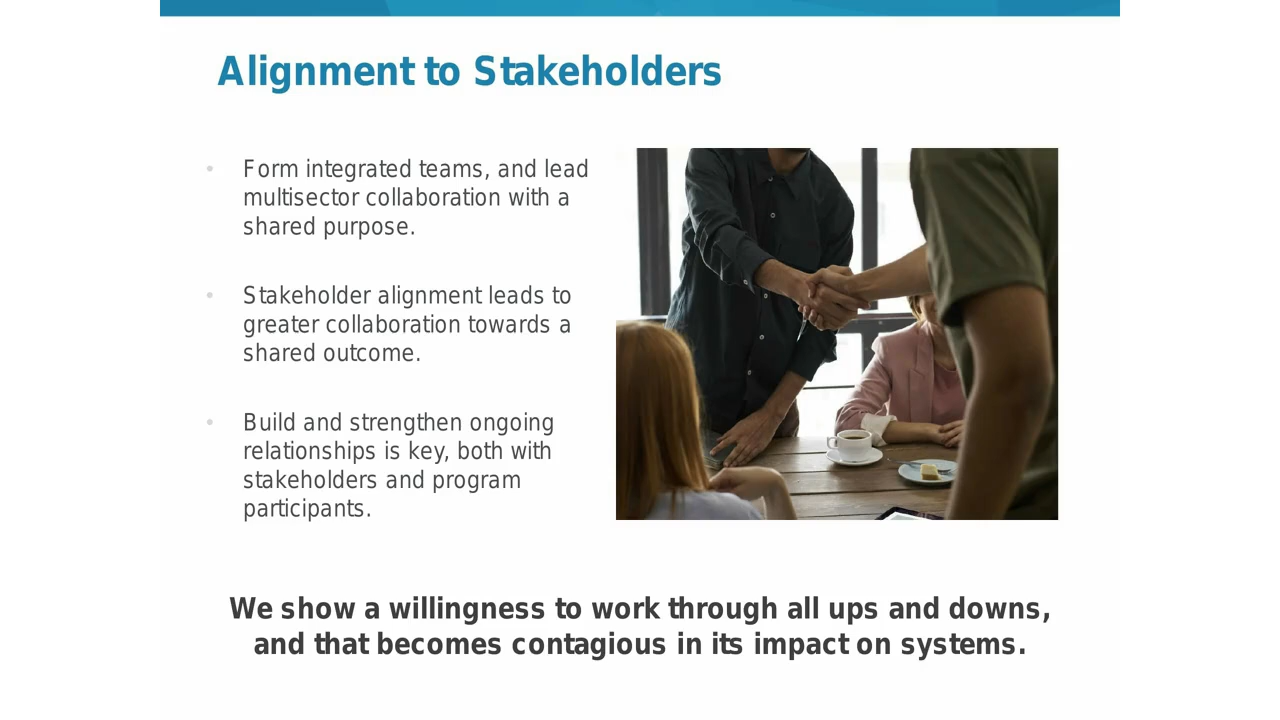 Alignment to Stakeholders
• Form integrated teams, and lead
multisector collaboration with a
shared purpose.
• Stakeholder alignment leads to
greater collaboration towards a
shared outcome.
• Build and strengthen ongoing
relationships is key, both with
stakeholders and program
participants.
We show a willingness to work through all ups and downs,
and that becomes contagious in its impact on systems.